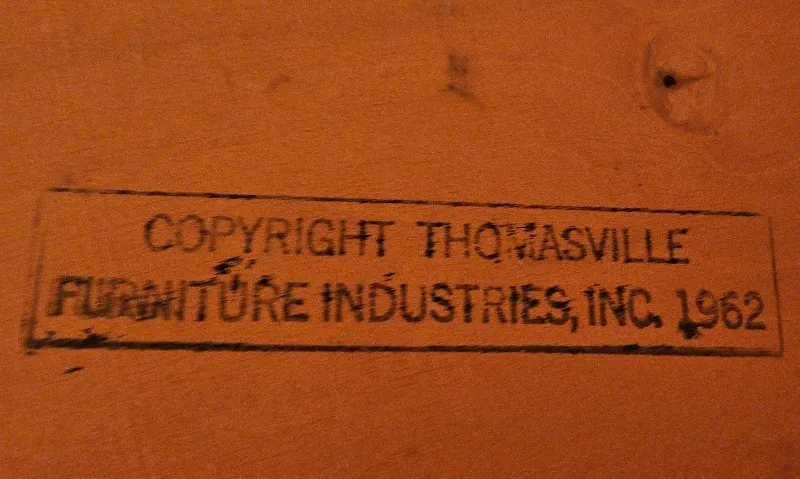 COPYRIGHT THOMASVILLE
FURNITURE INDUSTRIES, INC. 1962